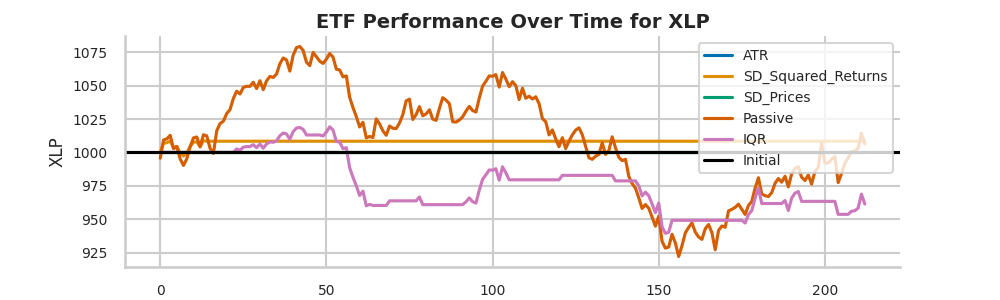 ETF Performance Over Time for XLP
XLP
1075
1050
1025
1000
975
950
925
0
50
100
150
200
ATR
SD_Squared_Returns
SD_Prices
Passive
IQR
Initial